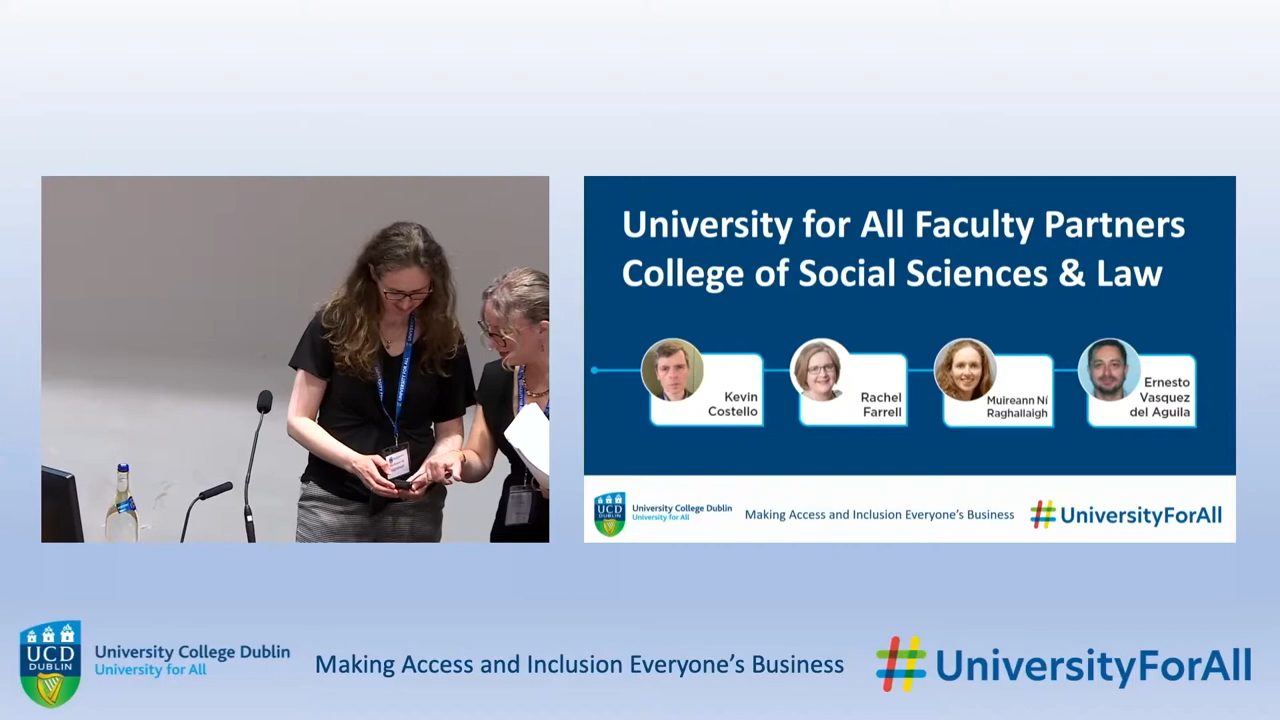 University for All Faculty Partners
College of Social Sciences & Law
Kevin
Costello
Rachel
Farrell
Muireann Ní
Raghallaigh
Ernesto
Vasquez
del Aguila
UCD
DUBLIN
University College Dublin
University for All
Making Access and Inclusion Everyone's Business
#UniversityForAll
UCD
DUBLIN
University College Dublin
University for All
Making Access and Inclusion Everyone's Business
#UniversityForAll